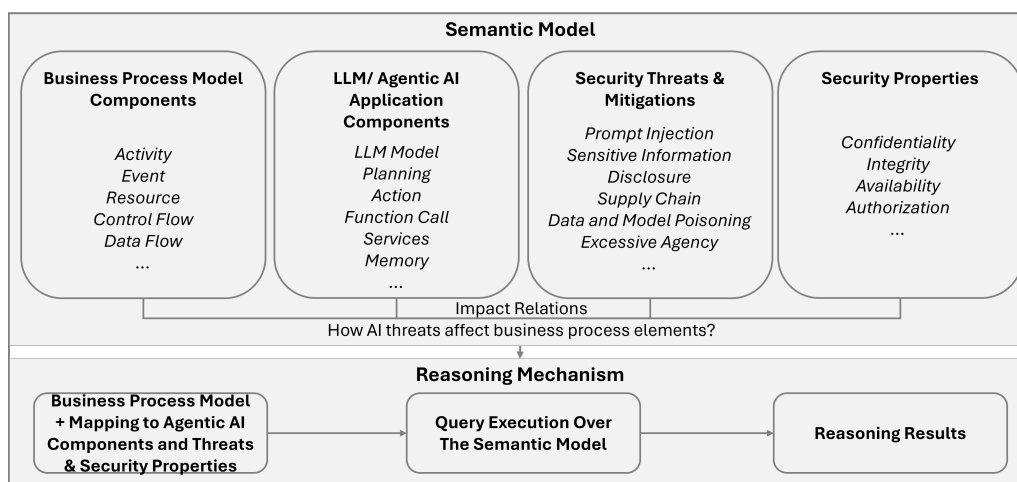 Semantic Model
Business Process Model
Components
Activity
Event
Resource
Control Flow
Data Flow
...
LLM/ Agentic AI
Application
Components
LLM Model
Planning
Action
Function Call
Services
Memory
...
Security Threats &
Mitigations
Prompt Injection
Sensitive Information
Disclosure
Supply Chain
Data and Model Poisoning
Excessive Agency
...
Security Properties
Confidentiality
Integrity
Availability
Authorization
...
Impact Relations
How AI threats affect business process elements?
Reasoning Mechanism
Business Process Model
+ Mapping to Agentic AI
Components and Threats
& Security Properties
Query Execution Over
The Semantic Model
Reasoning Results